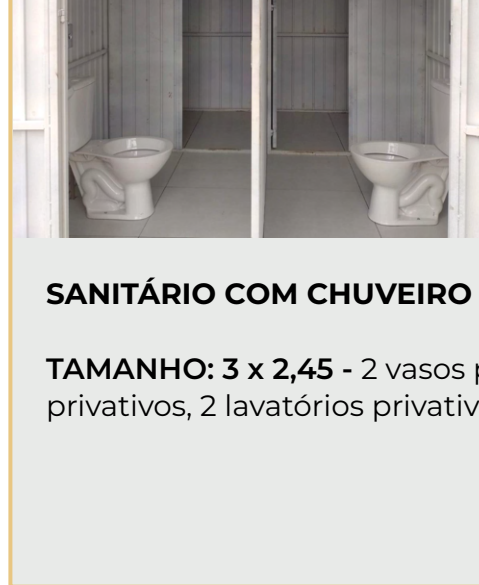 SANITÁRIO COM CHUVEIRO
TAMANHO: 3 x 2,45 - 2 vasos
privativos, 2 lavatórios